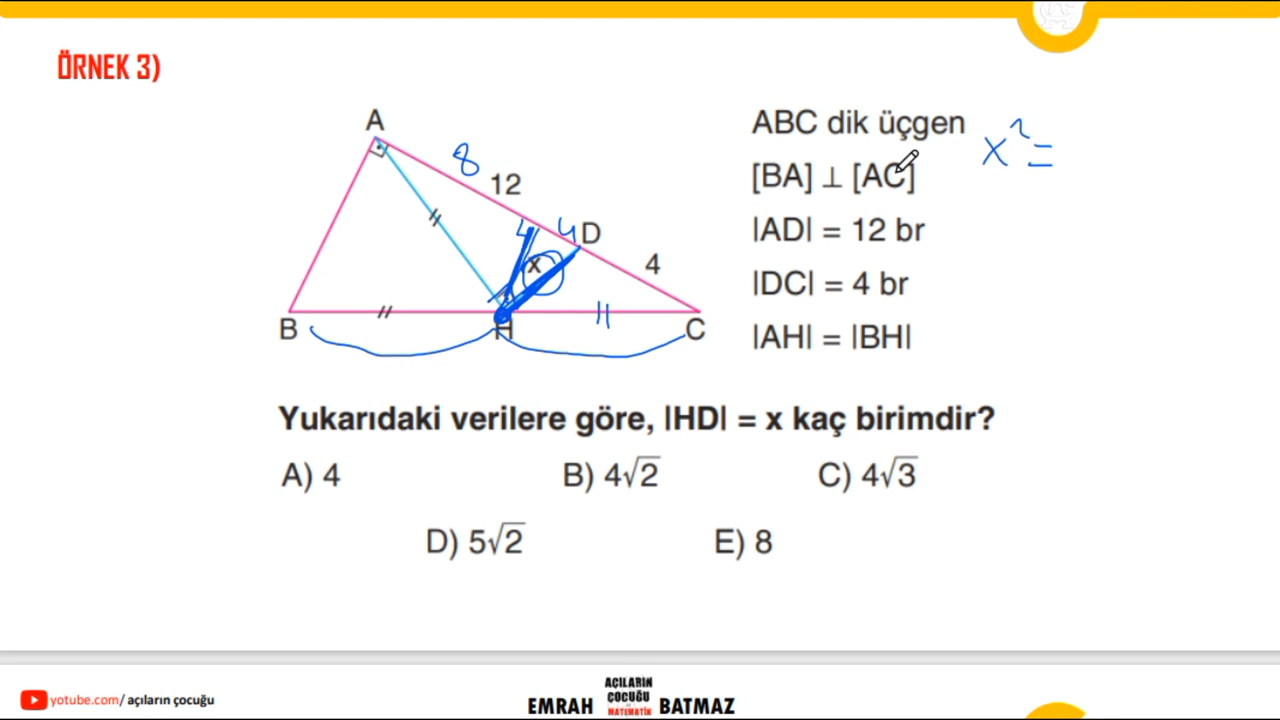 ÖRNEK 3)
A
8
12
4
D
x
4
B
H
C
ABC dik üçgen
[BA] ⊥ [AC]
|AD| = 12 br
|DC| = 4 br
|AH| = |BH|
x² =
Yukarıdaki verilere göre, |HD| = x kaç birimdir?
A) 4 B) 4√2 C) 4√3
D) 5√2 E) 8
yotube.com/ açıların çocuğu
EMRAH AÇILARIN ÇOCUĞU MATEMATİK BATMAZ